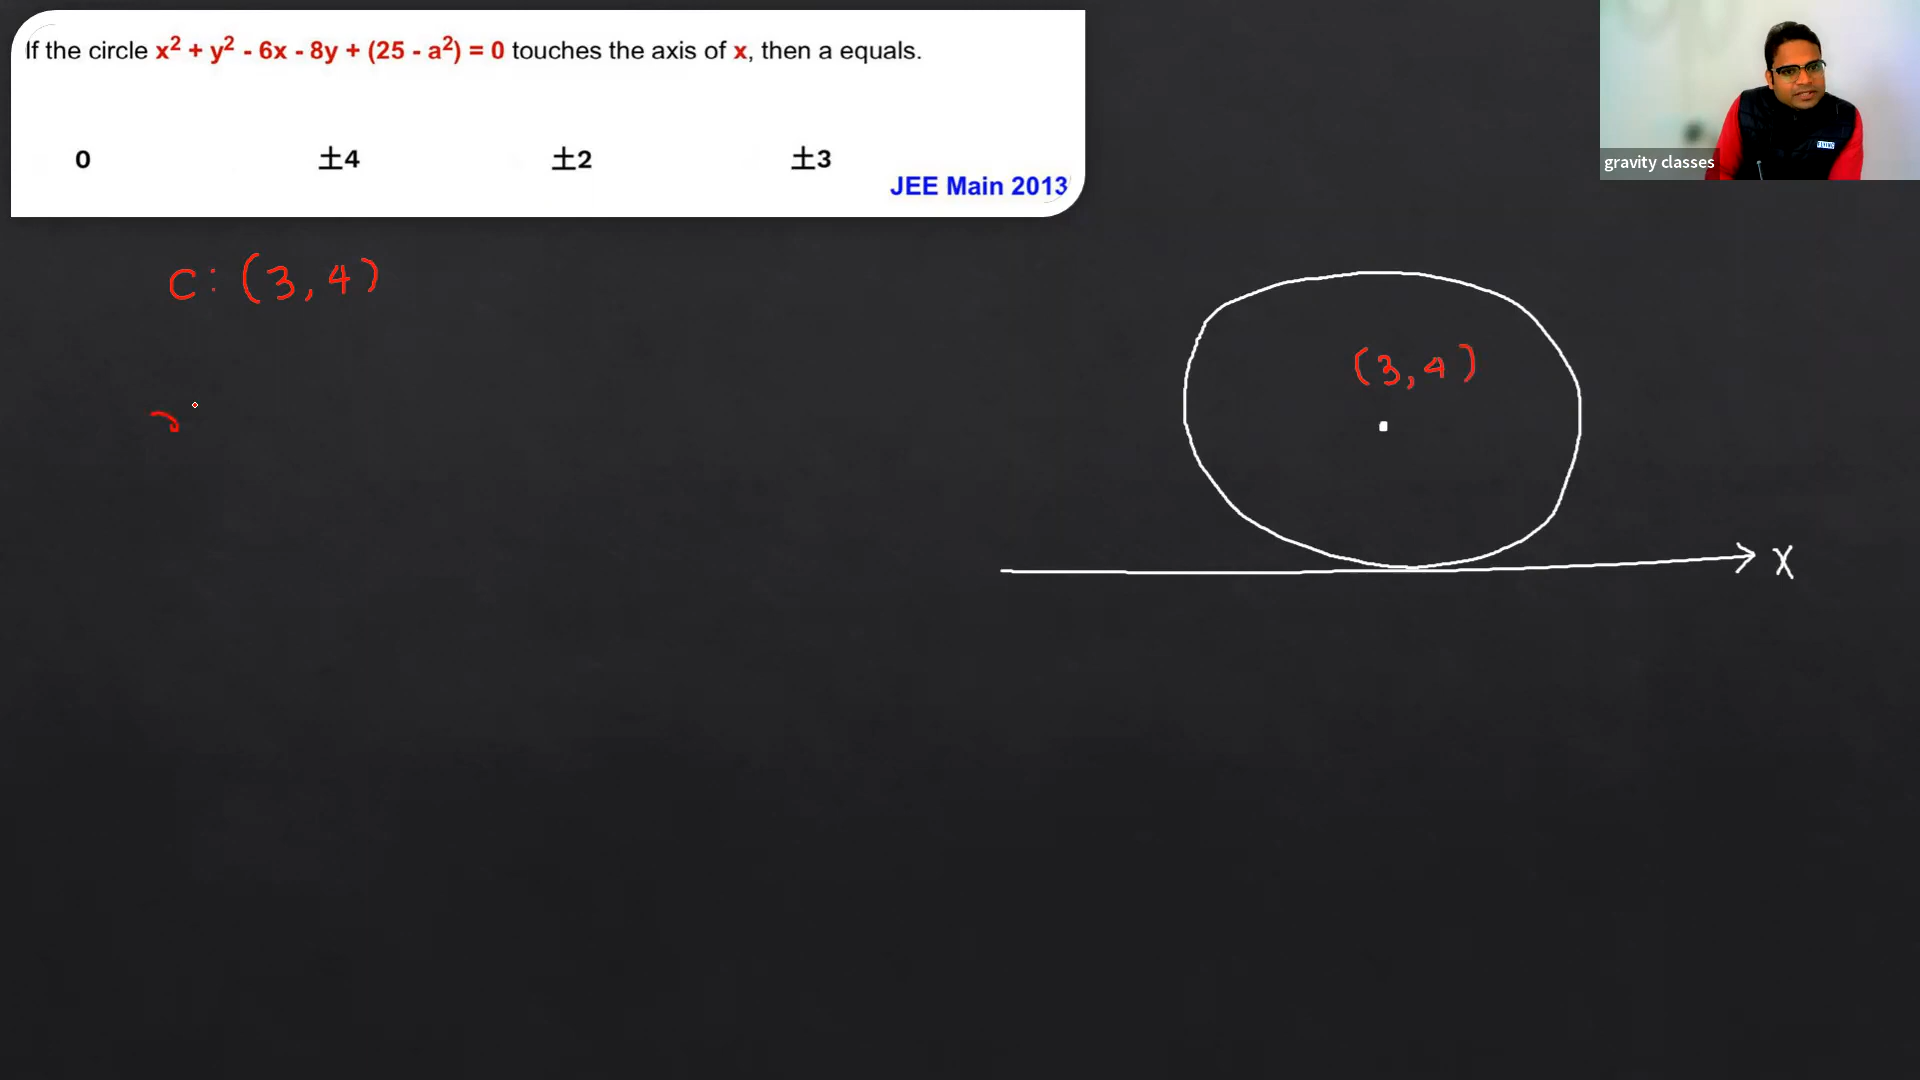 If the circle x² + y² - 6x - 8y + (25 - a²) = 0 touches the axis of x, then a equals.
0 ±4 ±2 ±3
JEE Main 2013
gravity classes
C: (3, 4)
(3, 4)
X